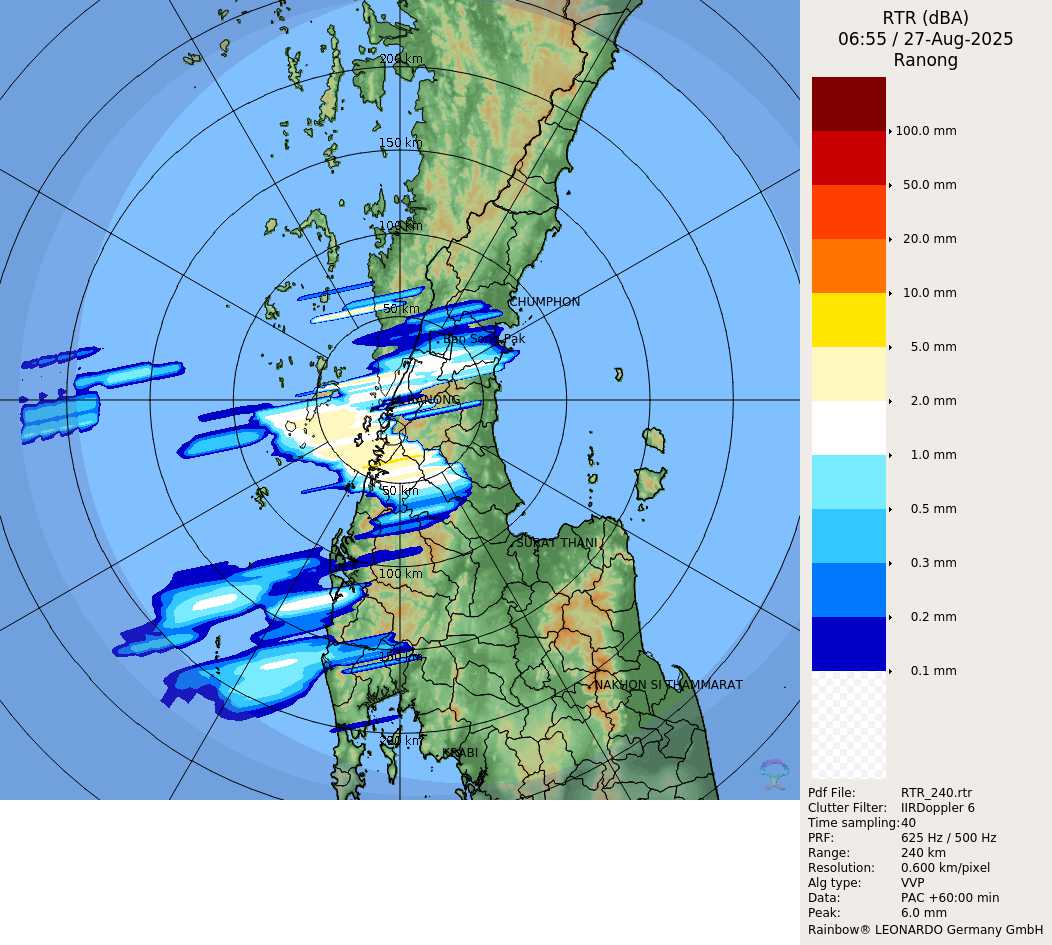 RTR (dBA)
06:55 / 27-Aug-2025
Ranong
100.0 mm
50.0 mm
20.0 mm
10.0 mm
5.0 mm
2.0 mm
1.0 mm
0.5 mm
0.3 mm
0.2 mm
0.1 mm
Pdf File: RTR_240.rtr
Clutter Filter: IIRDoppler 6
Time sampling: 40
PRF: 625 Hz / 500 Hz
Range: 240 km
Resolution: 0.600 km/pixel
Alg type: VVP
Data: PAC +60:00 min
Peak: 6.0 mm
Rainbow® LEONARDO Germany GmbH
200 km
150 km
100 km
CHUMPHON
50 km
RANONG
50 km
SURAT THANI
100 km
150 km
NAKHON SI THAMMARAT
200 km
KRABI